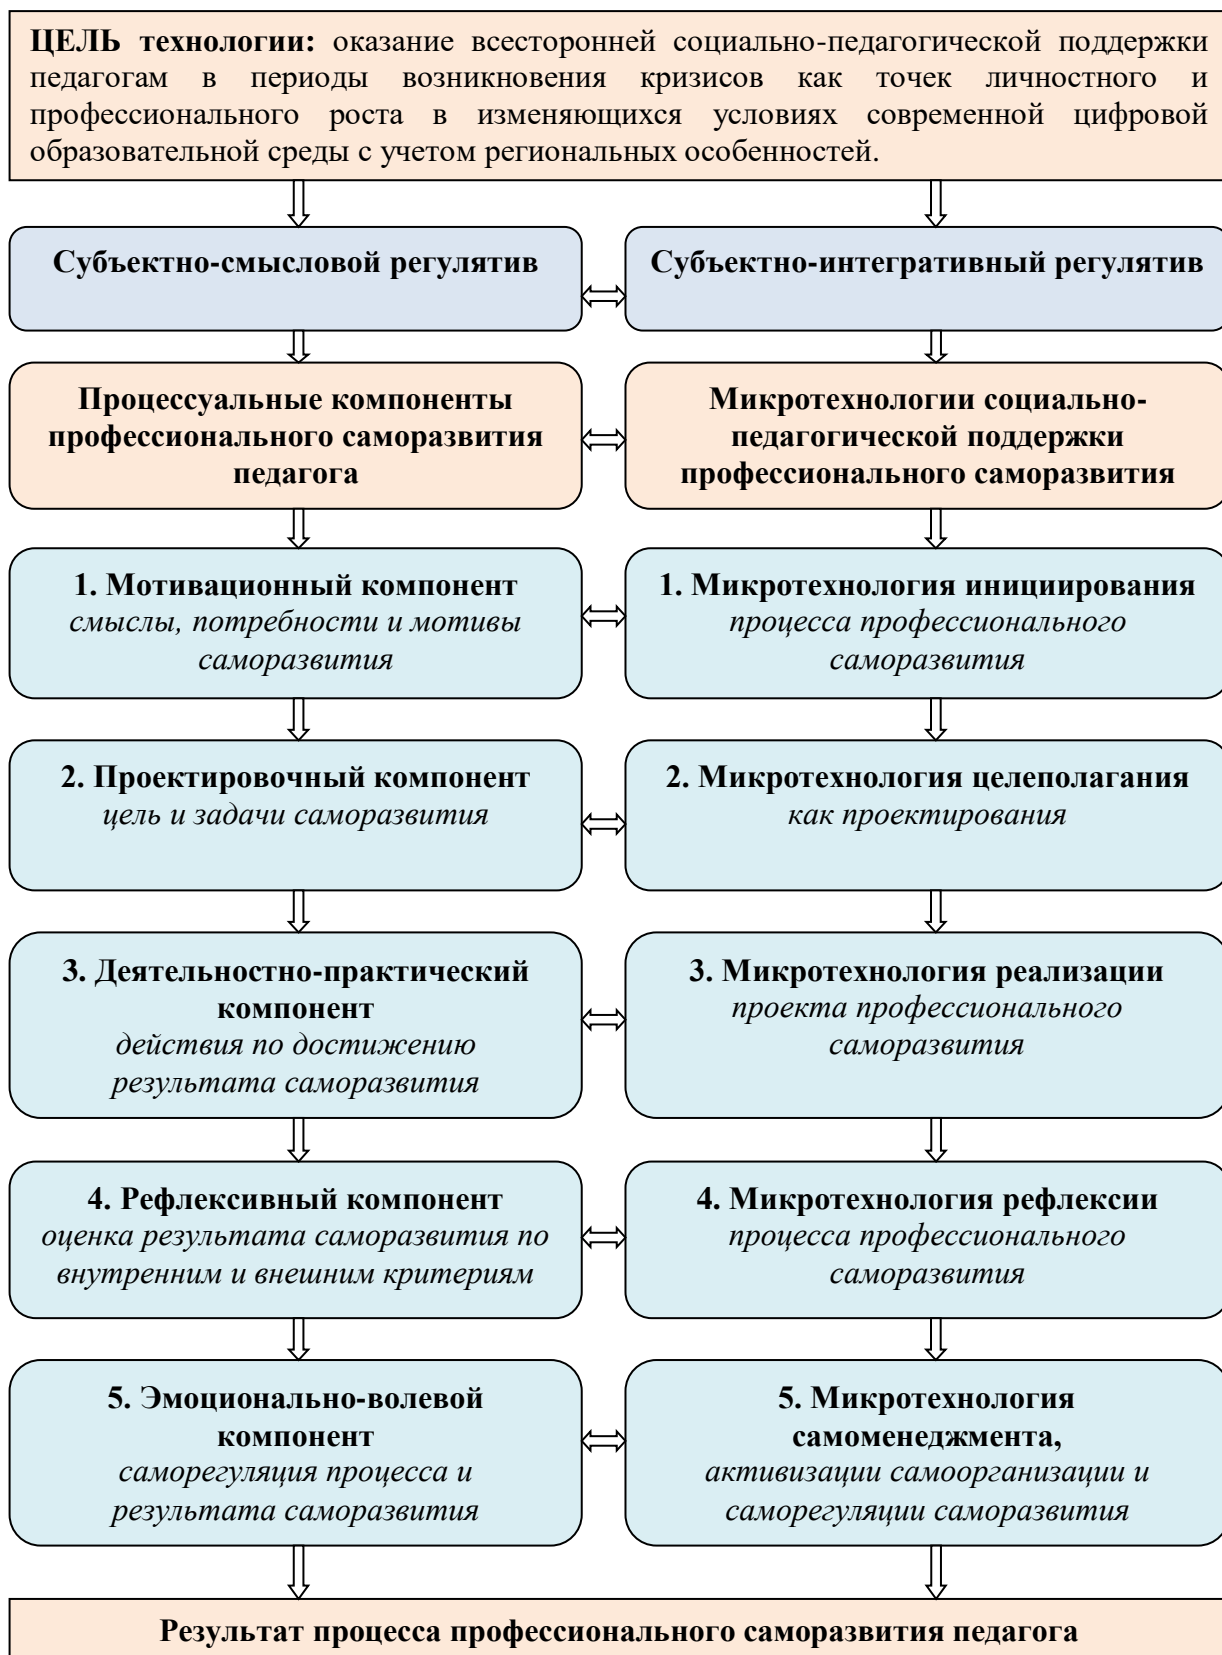 ЦЕЛЬ технологии: оказание всесторонней социально-педагогической поддержки
педагогам в периоды возникновения кризисов как точек личностного и
профессионального роста в изменяющихся условиях современной цифровой
образовательной среды с учетом региональных особенностей.
Субъектно-смысловой регулятив
Субъектно-интегративный регулятив
Процессуальные компоненты
профессионального саморазвития
педагога
Микротехнологии социально-
педагогической поддержки
профессионального саморазвития
1. Мотивационный компонент
смыслы, потребности и мотивы
саморазвития
1. Микротехнология инициирования
процесса профессионального
саморазвития
2. Проектировочный компонент
цель и задачи саморазвития
2. Микротехнология целеполагания
как проектирования
3. Деятельностно-практический
компонент
действия по достижению
результата саморазвития
3. Микротехнология реализации
проекта профессионального
саморазвития
4. Рефлексивный компонент
оценка результата саморазвития по
внутренним и внешним критериям
4. Микротехнология рефлексии
процесса профессионального
саморазвития
5. Эмоционально-волевой
компонент
саморегуляция процесса и
результата саморазвития
5. Микротехнология
самоменеджмента,
активизации самоорганизации и
саморегуляции саморазвития
Результат процесса профессионального саморазвития педагога